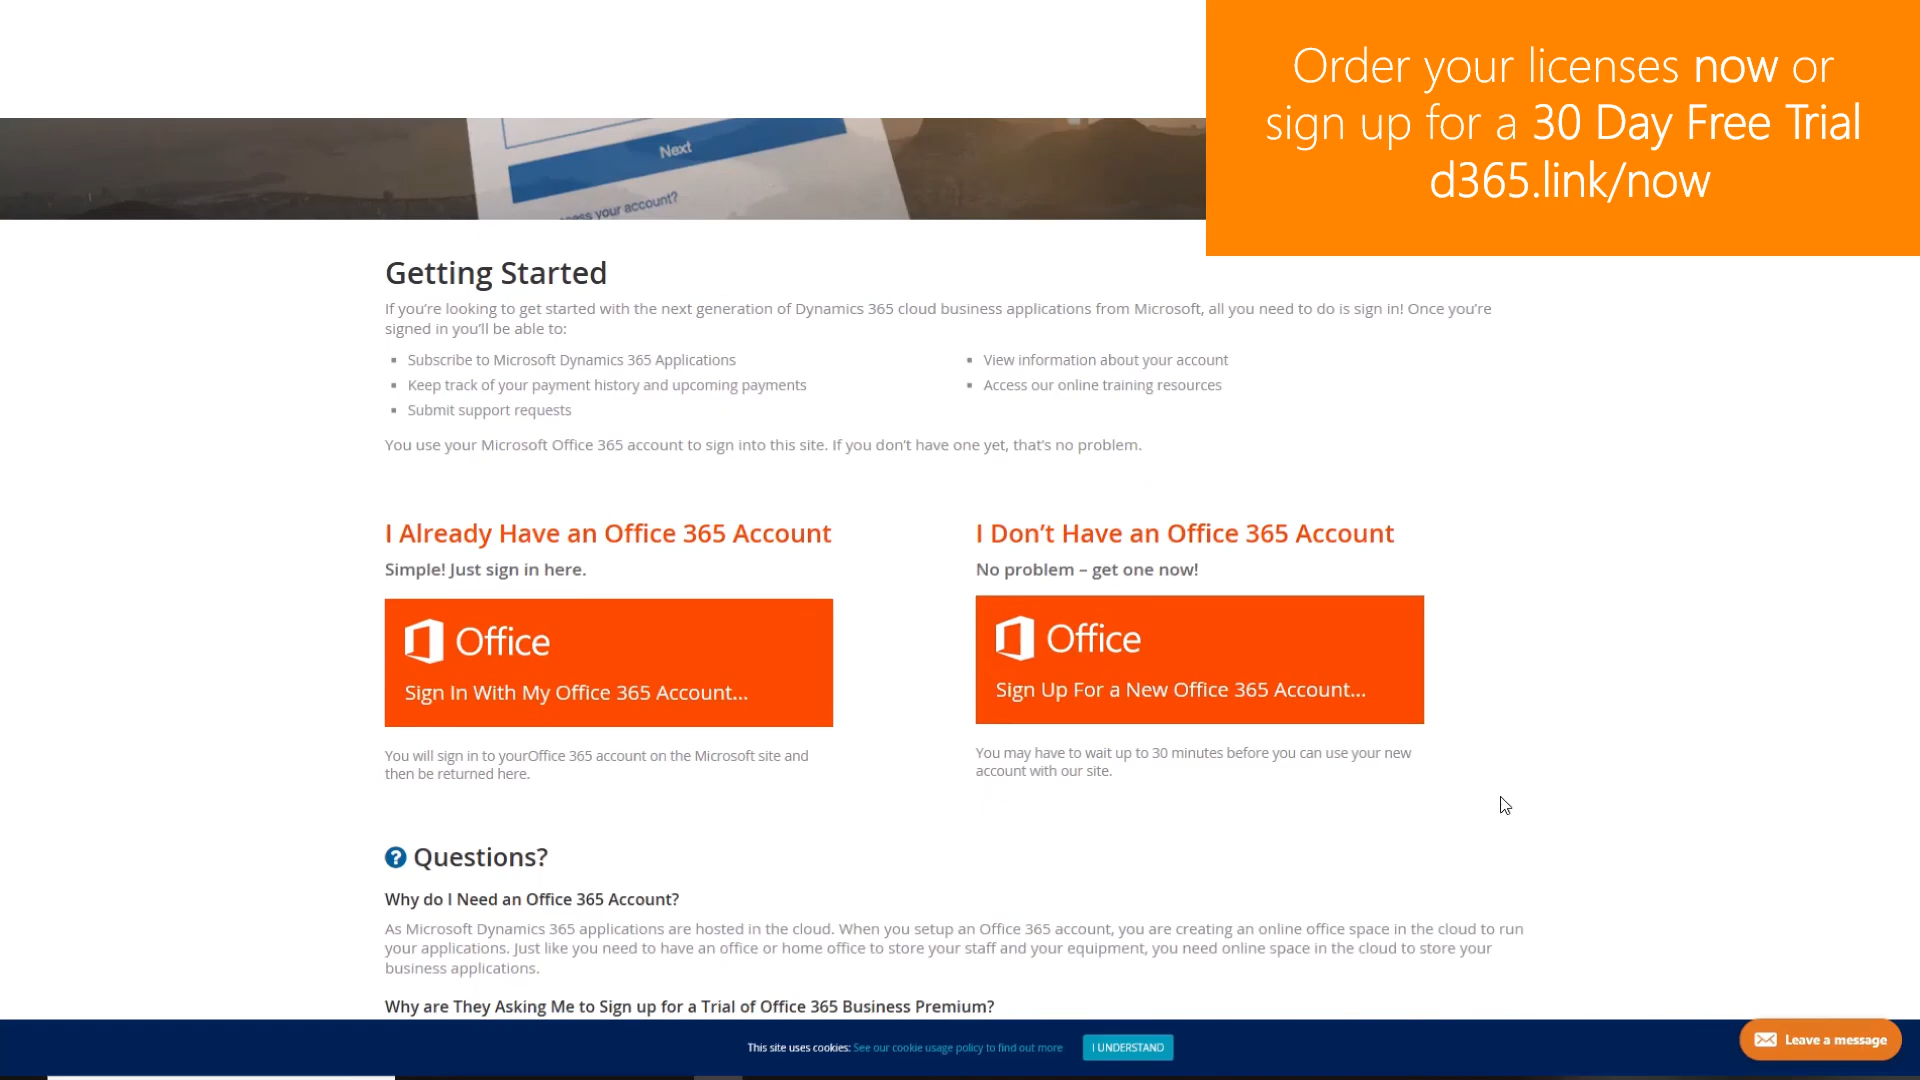 Order your licenses now or
sign up for a 30 Day Free Trial
d365.link/now
Next
your account?
Getting Started
If you're looking to get started with the next generation of Dynamics 365 cloud business applications from Microsoft, all you need to do is sign in! Once you're
signed in you'll be able to:
▪ Subscribe to Microsoft Dynamics 365 Applications
▪ Keep track of your payment history and upcoming payments
▪ Submit support requests
▪ View information about your account
▪ Access our online training resources
You use your Microsoft Office 365 account to sign into this site. If you don't have one yet, that's no problem.
I Already Have an Office 365 Account
Simple! Just sign in here.
Office
Sign In With My Office 365 Account...
You will sign in to yourOffice 365 account on the Microsoft site and
then be returned here.
I Don't Have an Office 365 Account
No problem – get one now!
Office
Sign Up For a New Office 365 Account...
You may have to wait up to 30 minutes before you can use your new
account with our site.
? Questions?
Why do I Need an Office 365 Account?
As Microsoft Dynamics 365 applications are hosted in the cloud. When you setup an Office 365 account, you are creating an online office space in the cloud to run
your applications. Just like you need to have an office or home office to store your staff and your equipment, you need online space in the cloud to store your
business applications.
Why are They Asking Me to Sign up for a Trial of Office 365 Business Premium?
This site uses cookies: See our cookie usage policy to find out more
I UNDERSTAND
Leave a message